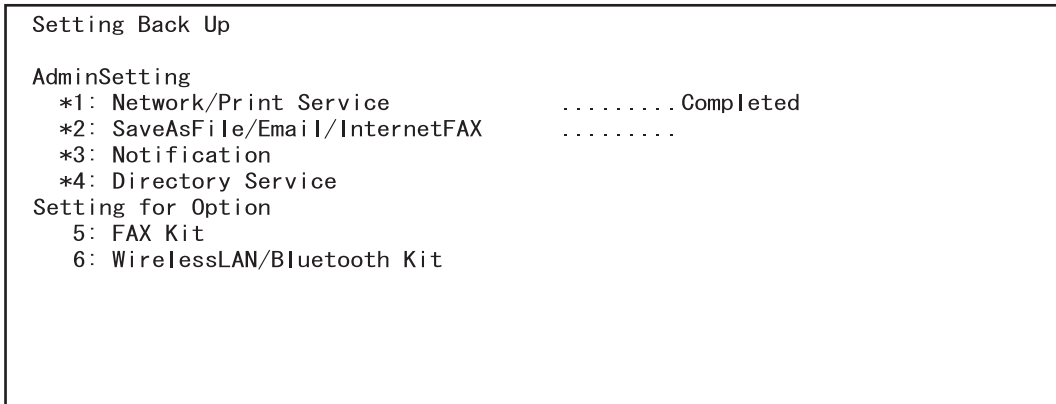 Setting Back Up
AdminSetting
*1: Network/Print Service .........Completed
*2: SaveAsFile/Email/InternetFAX .........
*3: Notification
*4: Directory Service
Setting for Option
5: FAX Kit
6: WirelessLAN/Bluetooth Kit